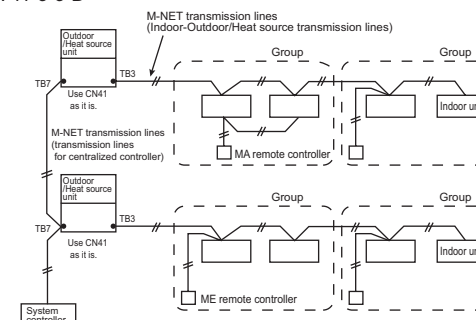 M-NET transmission lines
(Indoor-Outdoor/Heat source transmission lines)
Outdoor
/Heat source
unit
Group
Group
TB7
TB3
Use CN41
as it is.
Indoor
M-NET transmission lines
(transmission lines
for centralized controller)
MA remote controller
Outdoor
/Heat source
unit
Group
Group
TB7
TB3
Use CN41
as it is.
Indoor
ME remote controller
System
controller